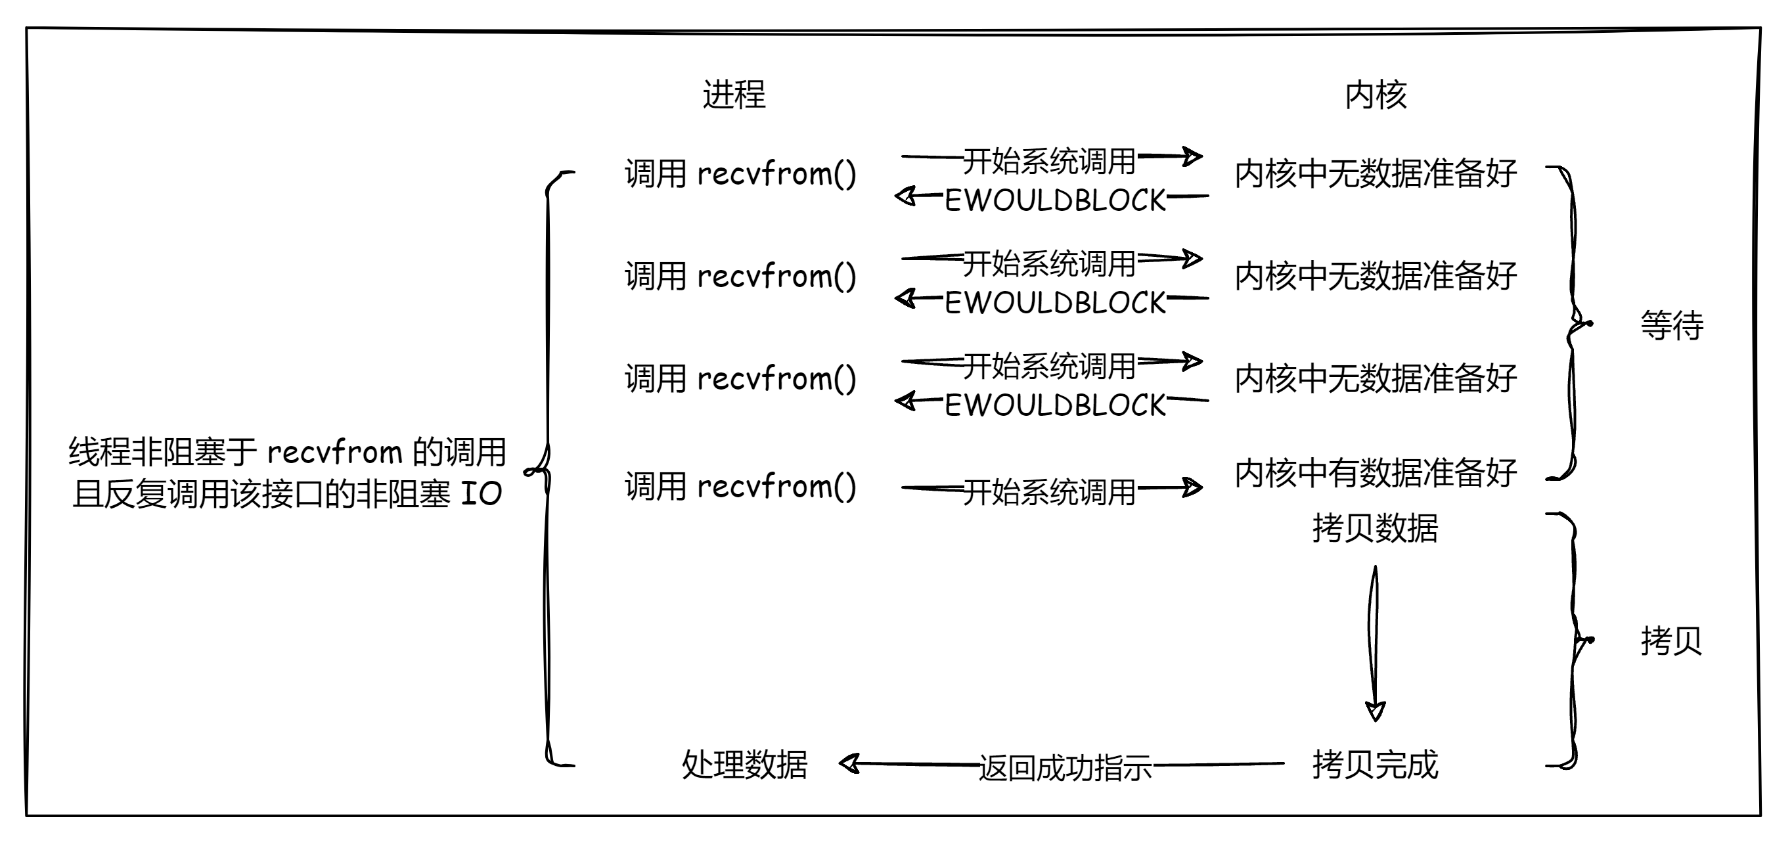 进程
内核
调用 recvfrom()
开始系统调用
内核中无数据准备好
EWOULDBLOCK
调用 recvfrom()
开始系统调用
内核中无数据准备好
EWOULDBLOCK
等待
调用 recvfrom()
开始系统调用
内核中无数据准备好
EWOULDBLOCK
线程非阻塞于 recvfrom 的调用
且反复调用该接口的非阻塞 IO
调用 recvfrom()
开始系统调用
内核中有数据准备好
拷贝数据
拷贝
处理数据
返回成功指示
拷贝完成